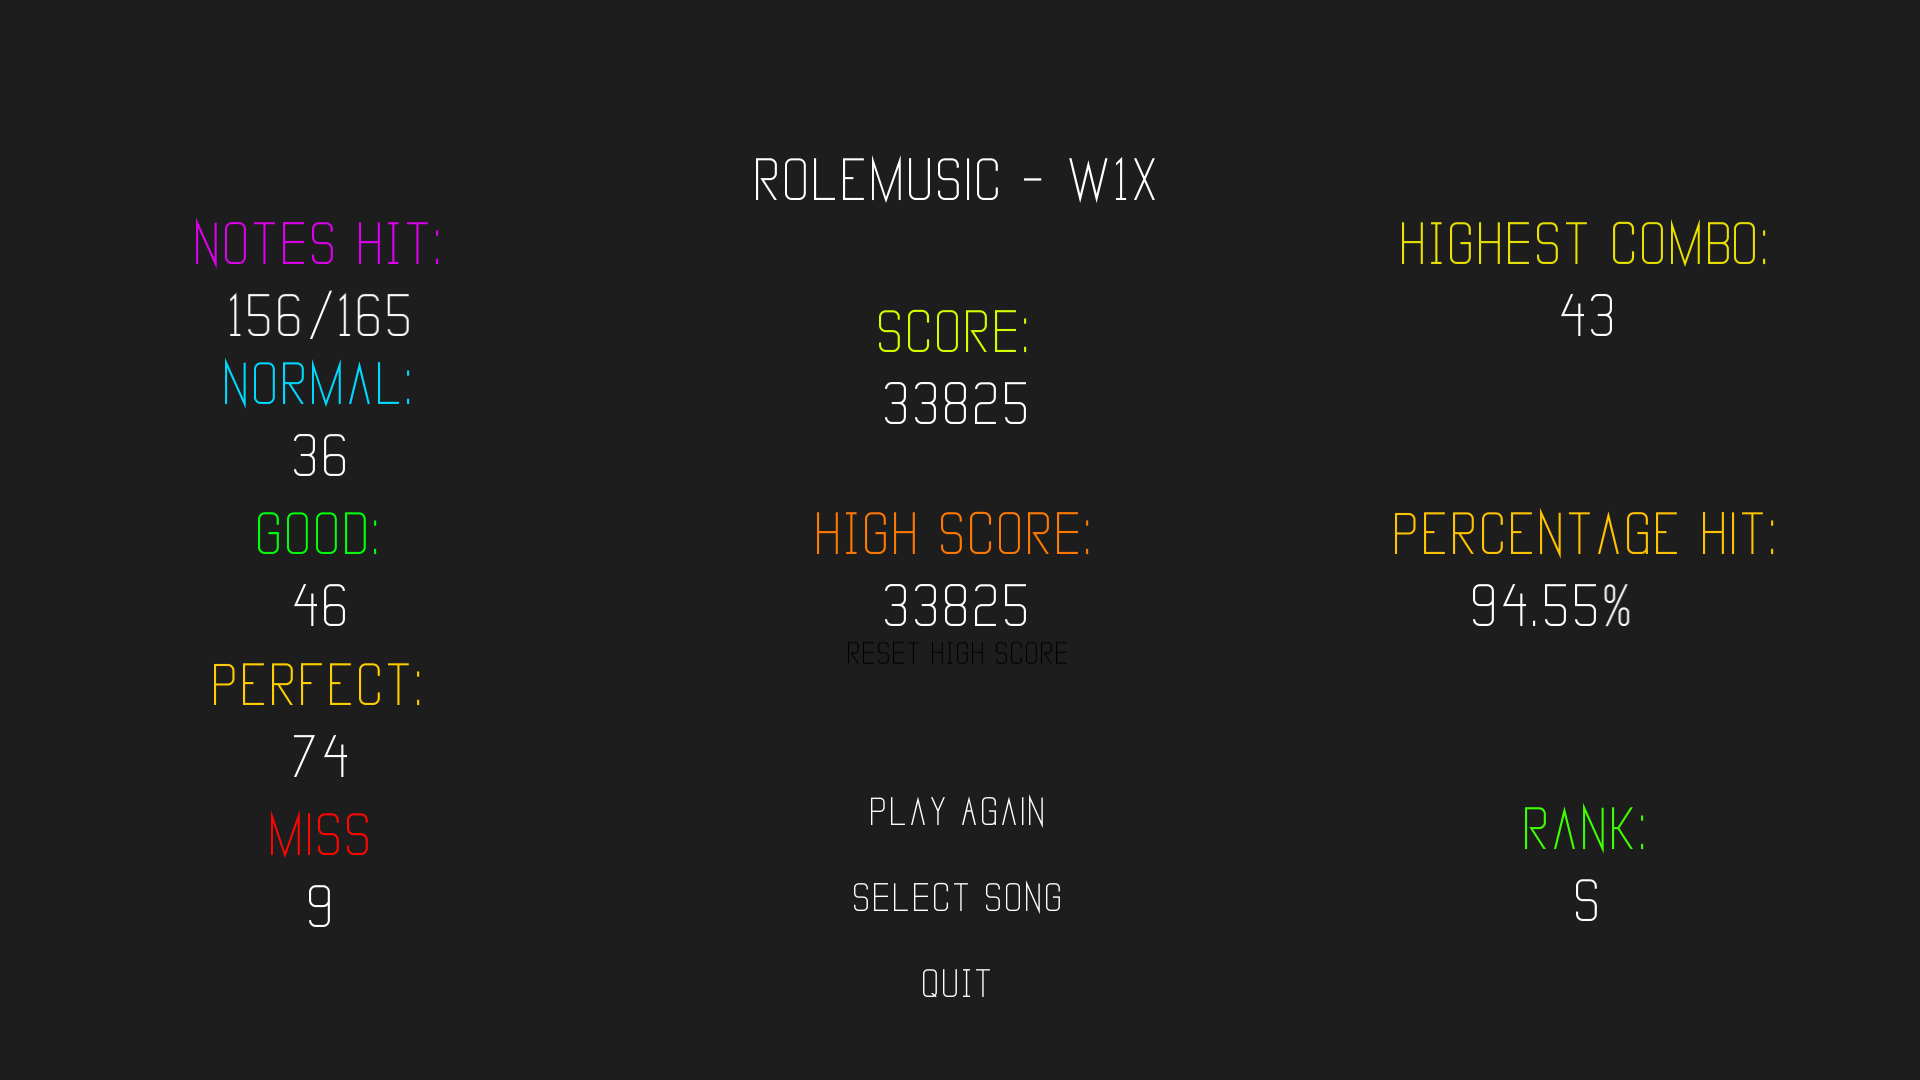 ROLEMUSIC - W1X
NOTES HIT:
156/165
NORMAL:
36
GOOD:
46
PERFECT:
74
MISS
9
SCORE:
33825
HIGH SCORE:
33825
RESET HIGH SCORE
PLAY AGAIN
SELECT SONG
QUIT
HIGHEST COMBO:
43
PERCENTAGE HIT:
94.55%
RANK:
S